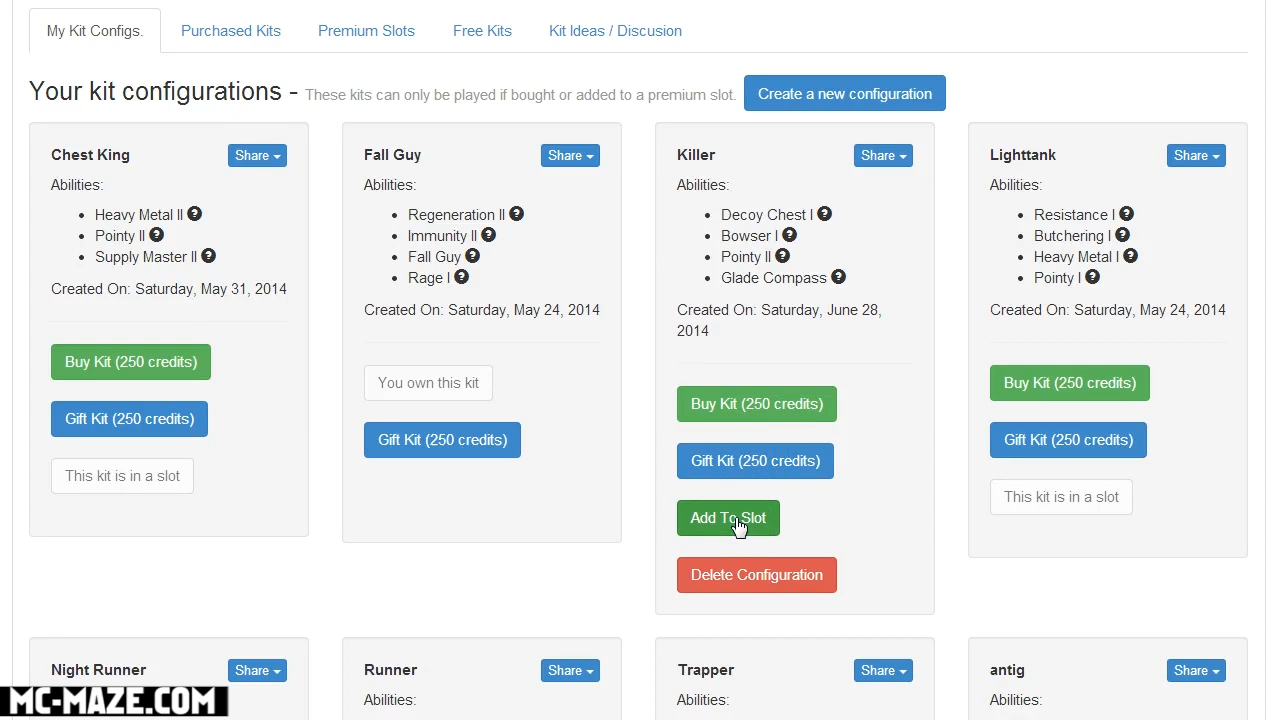 My Kit Configs.
Purchased Kits
Premium Slots
Free Kits
Kit Ideas / Discusion
Your kit configurations - These kits can only be played if bought or added to a premium slot.
Create a new configuration
Chest King
Share
Abilities:
Heavy Metal II
Pointy II
Supply Master II
Created On: Saturday, May 31, 2014
Buy Kit (250 credits)
Gift Kit (250 credits)
This kit is in a slot
Fall Guy
Share
Abilities:
Regeneration II
Immunity II
Fall Guy
Rage I
Created On: Saturday, May 24, 2014
You own this kit
Gift Kit (250 credits)
Killer
Share
Abilities:
Decoy Chest I
Bowser I
Pointy II
Glade Compass
Created On: Saturday, June 28,
2014
Buy Kit (250 credits)
Gift Kit (250 credits)
Add To Slot
Delete Configuration
Lighttank
Share
Abilities:
Resistance I
Butchering I
Heavy Metal I
Pointy I
Created On: Saturday, May 24, 2014
Buy Kit (250 credits)
Gift Kit (250 credits)
This kit is in a slot
Night Runner
Share
Runner
Share
Abilities:
Trapper
Share
Abilities:
antig
Share
Abilities:
MC-MAZE.COM